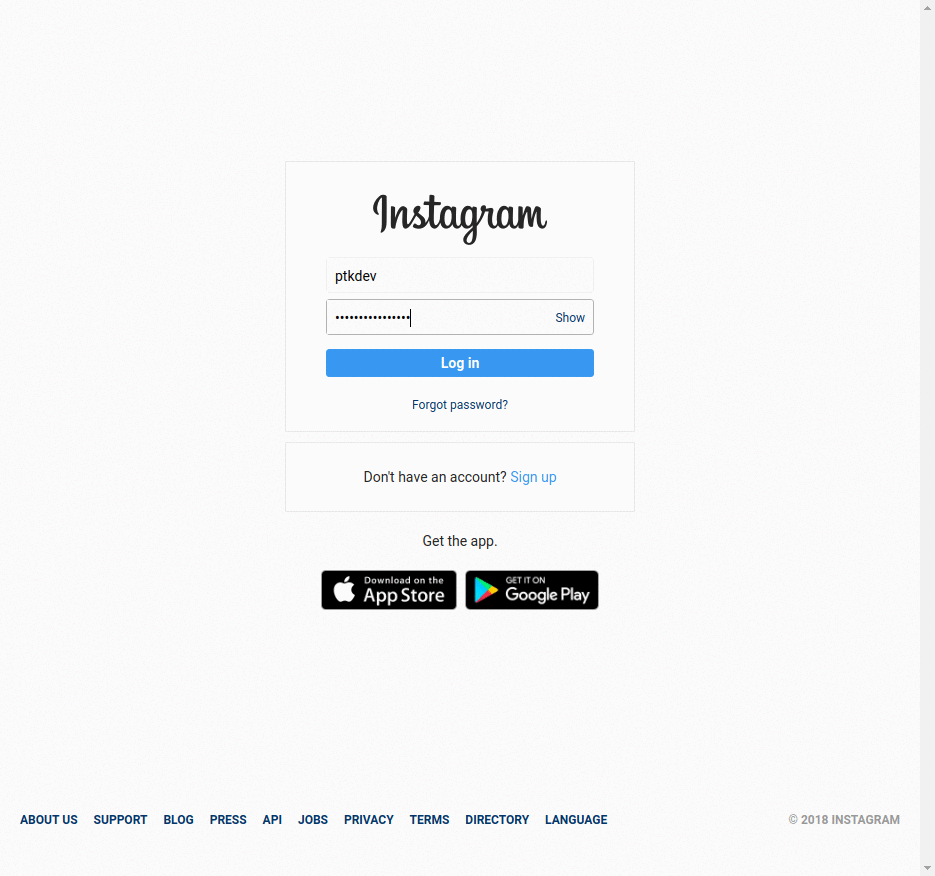 Instagram
ptkdev
••••••••••••••••
Show
Log in
Forgot password?
Don't have an account? Sign up
Get the app.
Download on the
App Store
GET IT ON
Google Play
ABOUT US SUPPORT BLOG PRESS API JOBS PRIVACY TERMS DIRECTORY LANGUAGE © 2018 INSTAGRAM